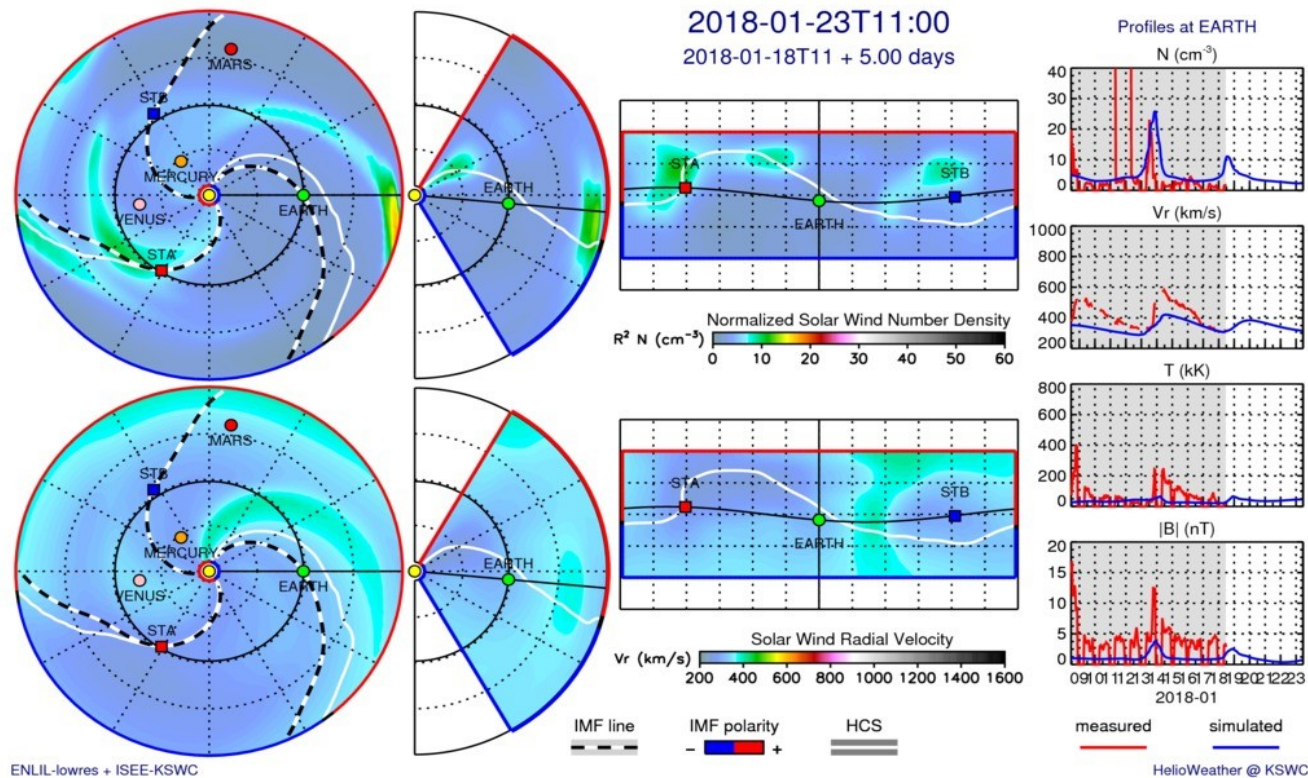 2018-01-23T11:00
2018-01-18T11 + 5.00 days
Profiles at EARTH
N (cm-3)
40
30
20
10
0
Vr (km/s)
1000
800
600
400
200
T (kK)
800
600
400
200
0
|B| (nT)
20
15
10
5
0
09 10 11 12 13 14 15 16 17 18 19 20 21 22 23
2018-01
measured simulated
MARS
STB
MERCURY
VENUS
EARTH
STA
EARTH
STA
STB
EARTH
Normalized Solar Wind Number Density
R2 N (cm-3)
0 10 20 30 40 50 60
MARS
STB
MERCURY
VENUS
EARTH
STA
EARTH
STA
STB
EARTH
Solar Wind Radial Velocity
Vr (km/s)
200 400 600 800 1000 1200 1400 1600
IMF line IMF polarity HCS
- +
ENLIL-lowres + ISEE-KSWC
HelioWeather @ KSWC